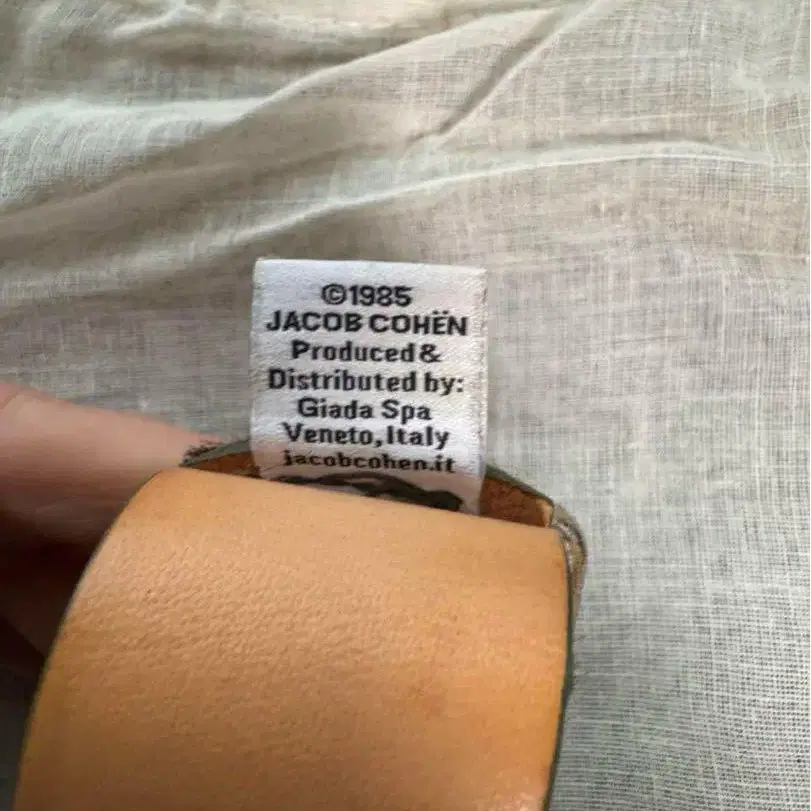 ©1985
JACOB COHËN
Produced &
Distributed by:
Giada Spa
Veneto, Italy
jacobcohen.it